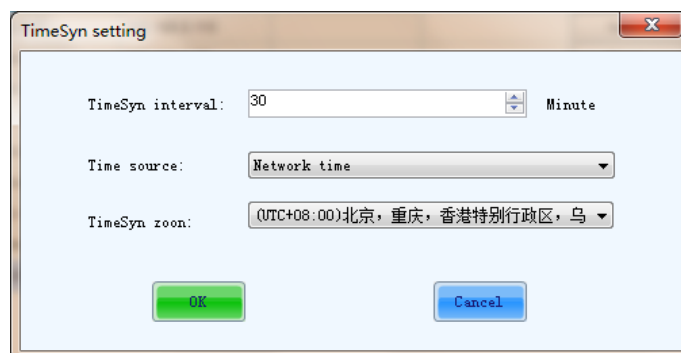 TimeSyn setting
TimeSyn interval: 30 Minute
Time source: Network time
TimeSyn zoon: (UTC+08:00)北京，重庆，香港特别行政区，乌
OK Cancel